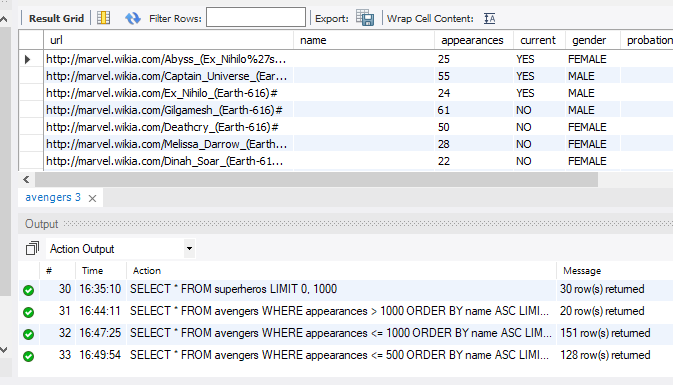 Result Grid Filter Rows: Export: Wrap Cell Content:
url name appearances current gender probation
http://marvel.wikia.com/Abyss_(Ex_Nihilo%27s... 25 YES FEMALE
http://marvel.wikia.com/Captain_Universe_(Ear... 55 YES MALE
http://marvel.wikia.com/Ex_Nihilo_(Earth-616)# 24 YES MALE
http://marvel.wikia.com/Gilgamesh_(Earth-616)# 61 NO MALE
http://marvel.wikia.com/Deathcry_(Earth-616)# 50 NO FEMALE
http://marvel.wikia.com/Melissa_Darrow_(Earth... 28 NO FEMALE
http://marvel.wikia.com/Dinah_Soar_(Earth-61... 22 NO FEMALE
avengers 3
Output
Action Output
# Time Action Message
30 16:35:10 SELECT * FROM superheros LIMIT 0, 1000 30 row(s) returned
31 16:44:11 SELECT * FROM avengers WHERE appearances > 1000 ORDER BY name ASC LIMI... 20 row(s) returned
32 16:47:25 SELECT * FROM avengers WHERE appearances <= 1000 ORDER BY name ASC LIM... 151 row(s) returned
33 16:49:54 SELECT * FROM avengers WHERE appearances <= 500 ORDER BY name ASC LIMI... 128 row(s) returned